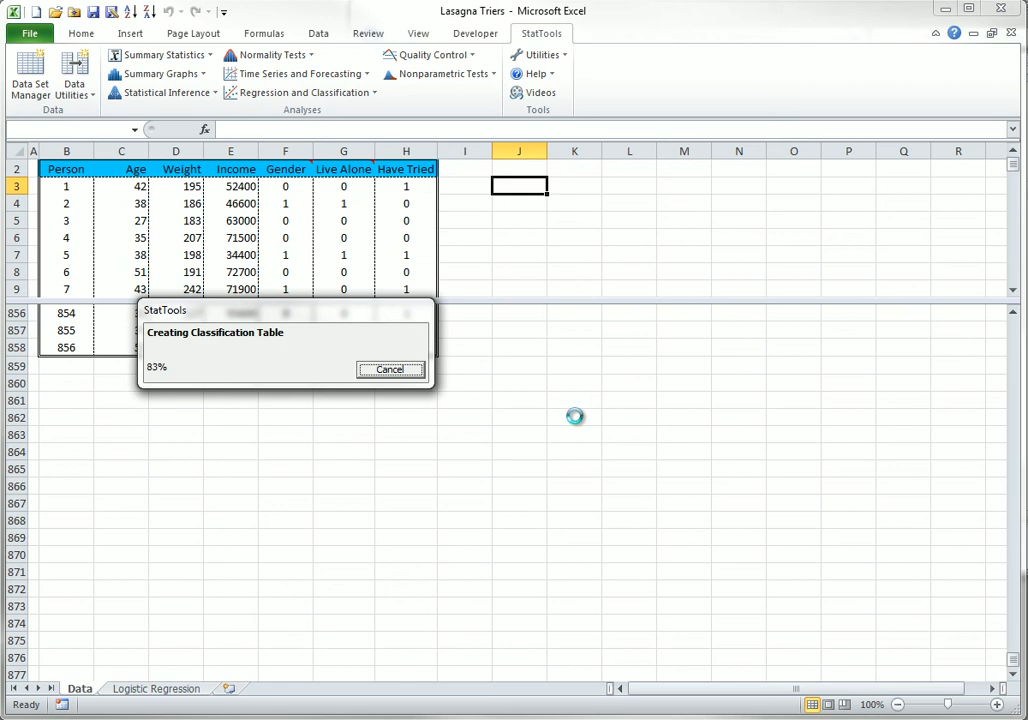 Lasagna Triers - Microsoft Excel
File Home Insert Page Layout Formulas Data Review View Developer StatTools
Data Set Manager
Data Utilities
Summary Statistics
Summary Graphs
Statistical Inference
Normality Tests
Time Series and Forecasting
Regression and Classification
Quality Control
Nonparametric Tests
Utilities
Help
Videos
Data Analyses Tools
fx
A B C D E F G H I J K L M N O P Q R
2 Person Age Weight Income Gender Live Alone Have Tried
3 1 42 195 52400 0 0 1
4 2 38 186 46600 1 1 0
5 3 27 183 63000 0 0 0
6 4 35 207 71500 0 0 0
7 5 38 198 34400 1 1 1
8 6 51 191 72700 0 0 0
9 7 43 242 71900 1 0 1
856 854
857 855
858 856
StatTools
Creating Classification Table
83%
Cancel
859
860
861
862
863
864
865
866
867
868
869
870
871
872
873
874
875
876
877
Data Logistic Regression
Ready 100%